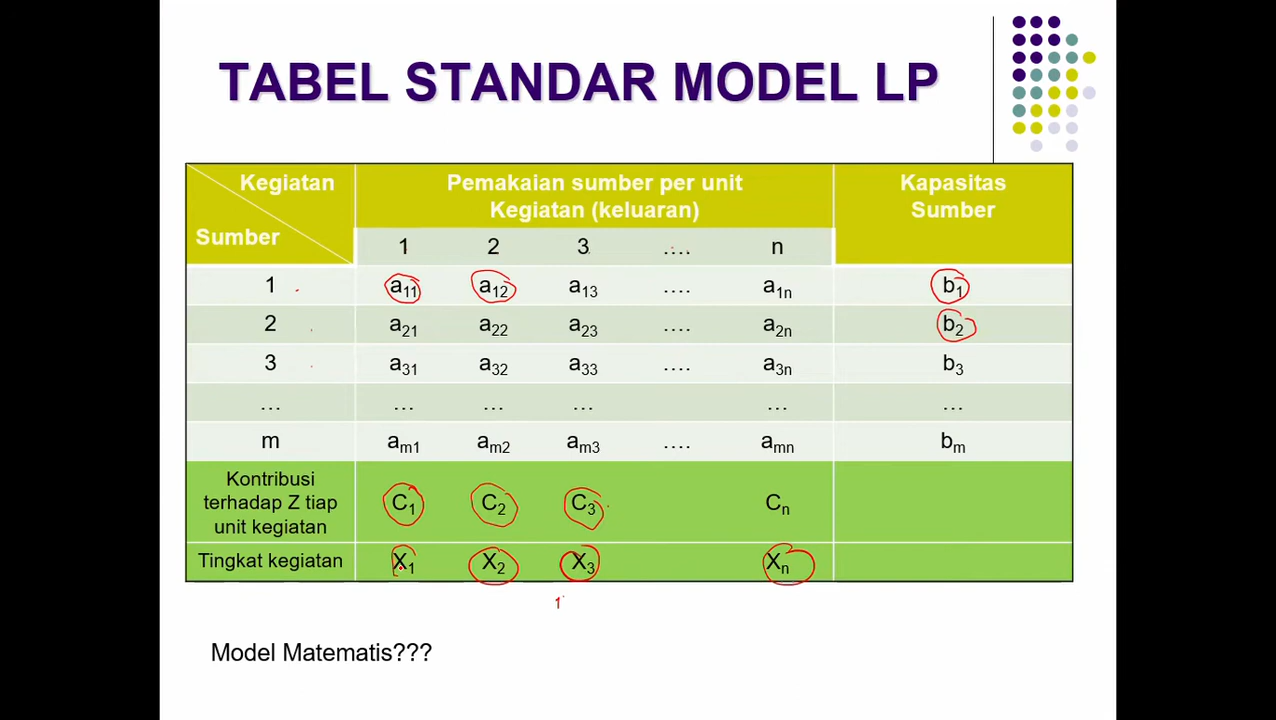 TABEL STANDAR MODEL LP
Kegiatan
Sumber
Pemakaian sumber per unit
Kegiatan (keluaran)
Kapasitas
Sumber
1 2 3 .... n
1 a₁₁ a₁₂ a₁₃ .... a₁ₙ b₁
2 a₂₁ a₂₂ a₂₃ .... a₂ₙ b₂
3 a₃₁ a₃₂ a₃₃ .... a₃ₙ b₃
... ... ... ... ... ...
m aₘ₁ aₘ₂ aₘ₃ .... aₘₙ bₘ
Kontribusi
terhadap Z tiap
unit kegiatan
C₁ C₂ C₃ Cₙ
Tingkat kegiatan X₁ X₂ X₃ Xₙ
Model Matematis???